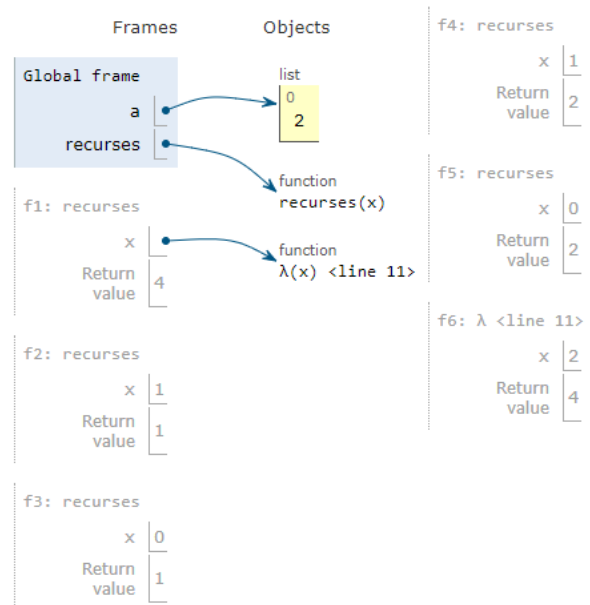 Frames
Objects
Global frame
a
recurses
list
0
2
function
recurses(x)
function
λ(x) <line 11>
f1: recurses
x
Return
value
4
f2: recurses
x
1
Return
value
1
f3: recurses
x
0
Return
value
1
f4: recurses
x
1
Return
value
2
f5: recurses
x
0
Return
value
2
f6: λ <line 11>
x
2
Return
value
4